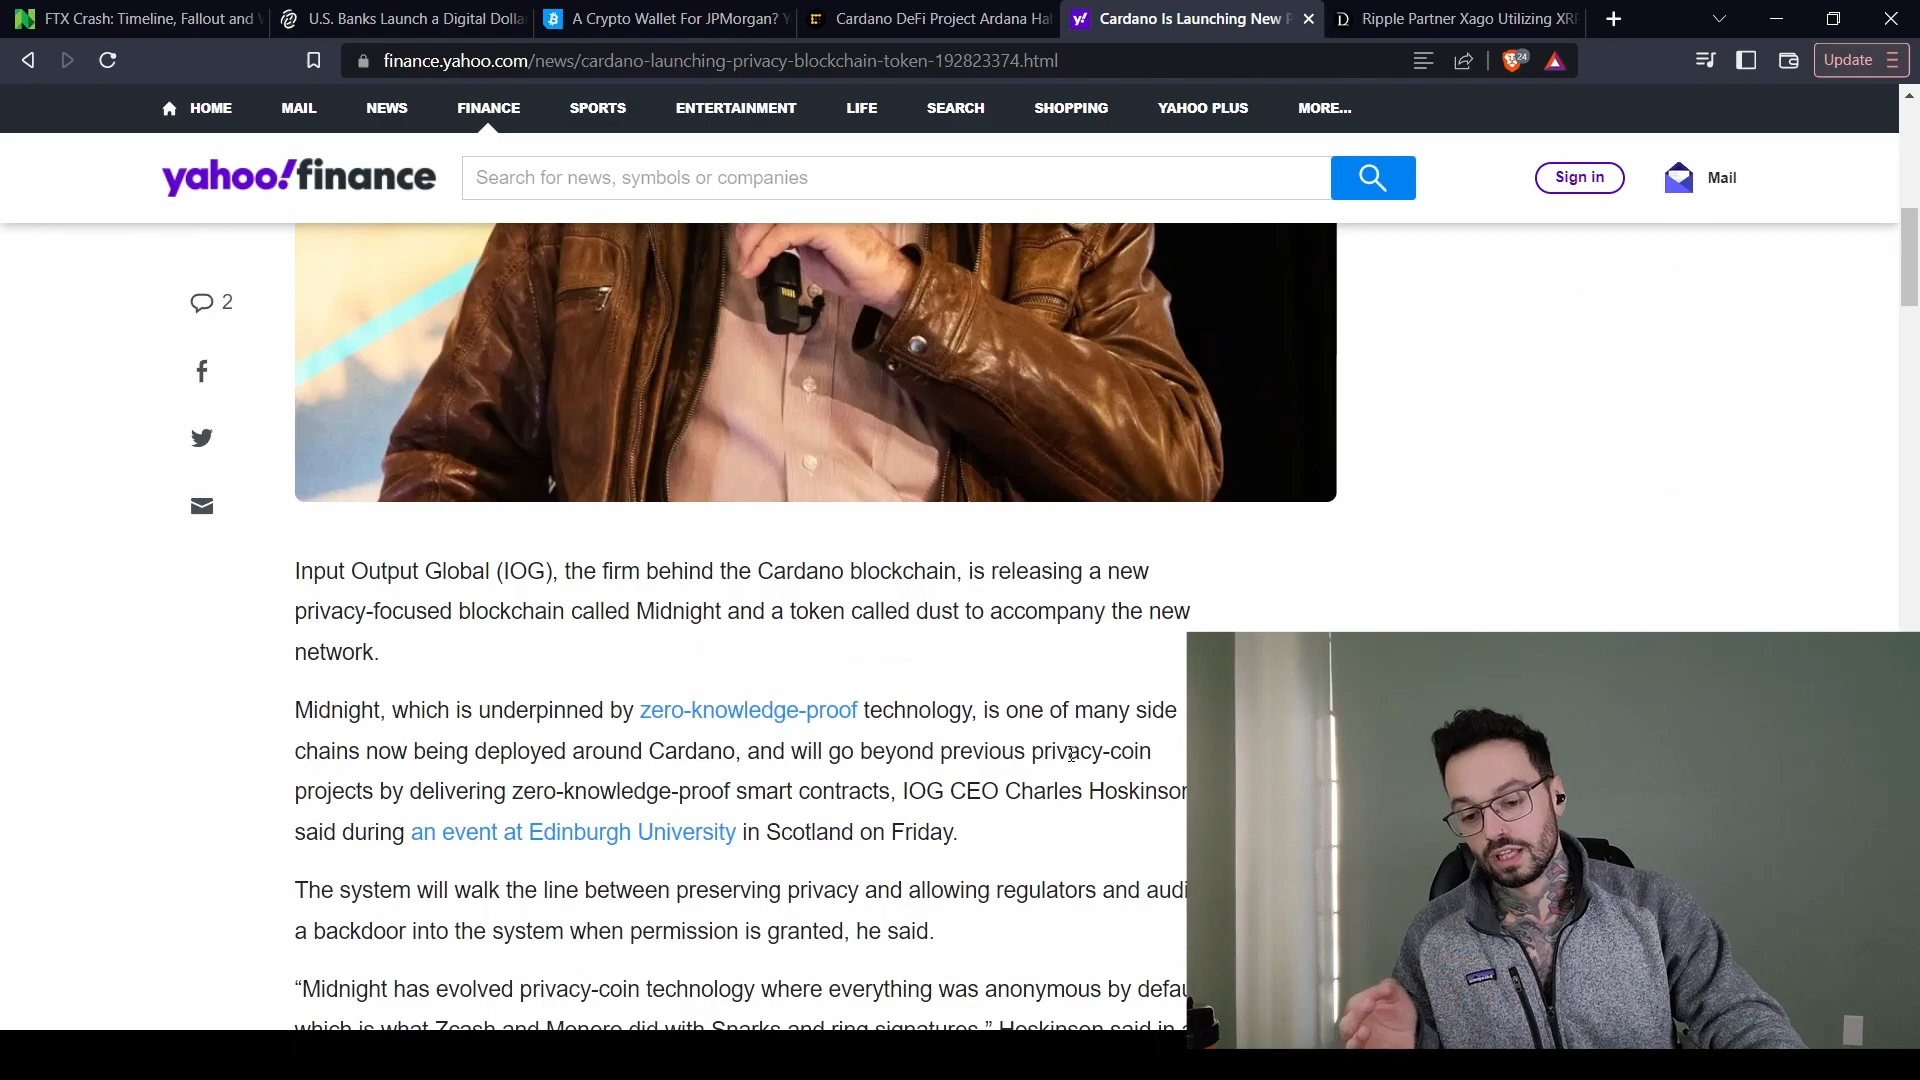 FTX Crash: Timeline, Fallout and
U.S. Banks Launch a Digital Dolla
A Crypto Wallet For JPMorgan?
Cardano DeFi Project Ardana Hal
Cardano Is Launching New
Ripple Partner Xago Utilizing XRP
finance.yahoo.com/news/cardano-launching-privacy-blockchain-token-192823374.html
24
Update
HOME
MAIL
NEWS
FINANCE
SPORTS
ENTERTAINMENT
LIFE
SEARCH
SHOPPING
YAHOO PLUS
MORE...
yahoo!finance
Search for news, symbols or companies
Sign in
Mail
2
Input Output Global (IOG), the firm behind the Cardano blockchain, is releasing a new
privacy-focused blockchain called Midnight and a token called dust to accompany the new
network.
Midnight, which is underpinned by zero-knowledge-proof technology, is one of many side
chains now being deployed around Cardano, and will go beyond previous privacy-coin
projects by delivering zero-knowledge-proof smart contracts, IOG CEO Charles Hoskinson
said during an event at Edinburgh University in Scotland on Friday.
The system will walk the line between preserving privacy and allowing regulators and audi
a backdoor into the system when permission is granted, he said.
“Midnight has evolved privacy-coin technology where everything was anonymous by defau
which is what Zcash and Monero did with Snarks and ring signatures,” Hoskinson said in a